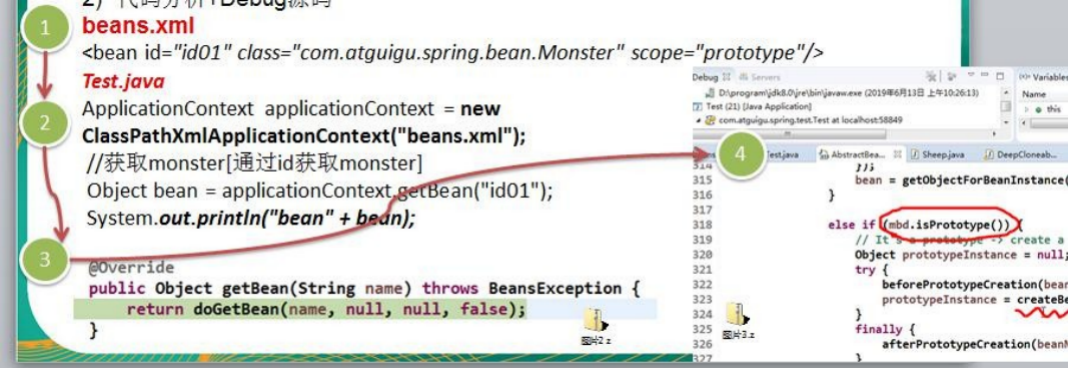 2) 代码分析+Debug源码
1
beans.xml
<bean id="id01" class="com.atguigu.spring.bean.Monster" scope="prototype"/>
Test.java
2
ApplicationContext applicationContext = new
ClassPathXmlApplicationContext("beans.xml");
//获取monster[通过id获取monster]
Object bean = applicationContext.getBean("id01");
System.out.println("bean" + bean);
3
@Override
public Object getBean(String name) throws BeansException {
return doGetBean(name, null, null, false);
}
图片2.z
Debug Servers
D:\program\jdk8.0\jre\bin\javaw.exe (2019年6月13日 上午10:26:13)
Test (21) [Java Application]
com.atguigu.spring.test.Test at localhost:58849
(x)= Variables
Name
this
4
Test.java AbstractBea... Sheep.java DeepCloneab...
314 });
315 bean = getObjectForBeanInstance(
316 }
317
318 else if (mbd.isPrototype()) {
319 // It's a prototype -> create a
320 Object prototypeInstance = null;
321 try {
322 beforePrototypeCreation(bean
323 prototypeInstance = createBe
324 }
325 finally {
326 afterPrototypeCreation(beanN
327 }
图片3.z